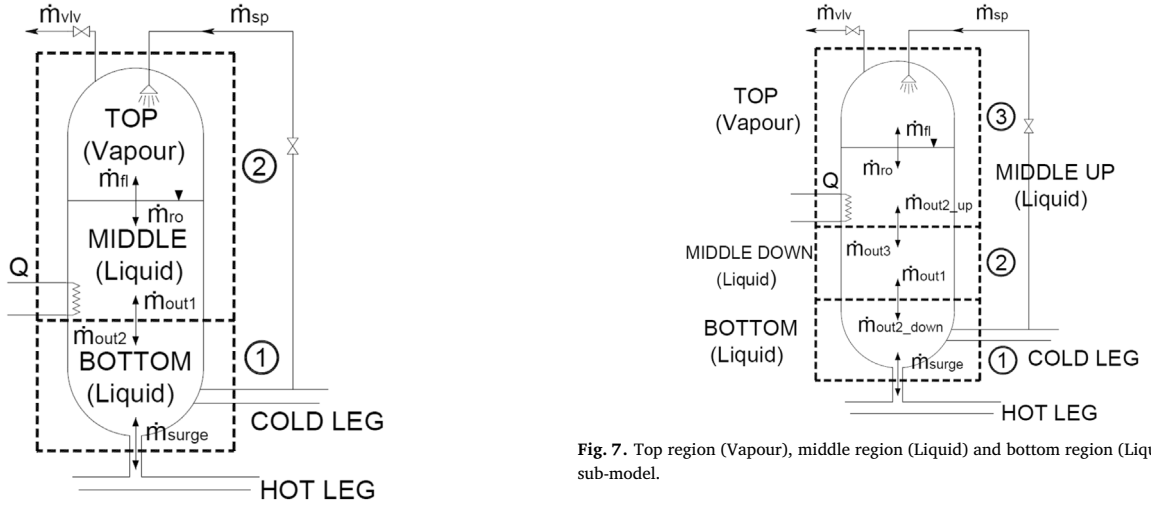 ṁvlv
ṁsp
TOP
(Vapour)
ṁfl
②
ṁro
MIDDLE
(Liquid)
Q
ṁout1
ṁout2
BOTTOM
(Liquid)
①
COLD LEG
ṁsurge
HOT LEG
ṁvlv
ṁsp
TOP
(Vapour)
③
ṁfl
ṁro
MIDDLE UP
(Liquid)
Q
ṁout2_up
MIDDLE DOWN
(Liquid)
ṁout3
②
ṁout1
BOTTOM
(Liquid)
ṁout2_down
①
COLD LEG
ṁsurge
HOT LEG
Fig. 7. Top region (Vapour), middle region (Liquid) and bottom region (Liqu
sub-model.